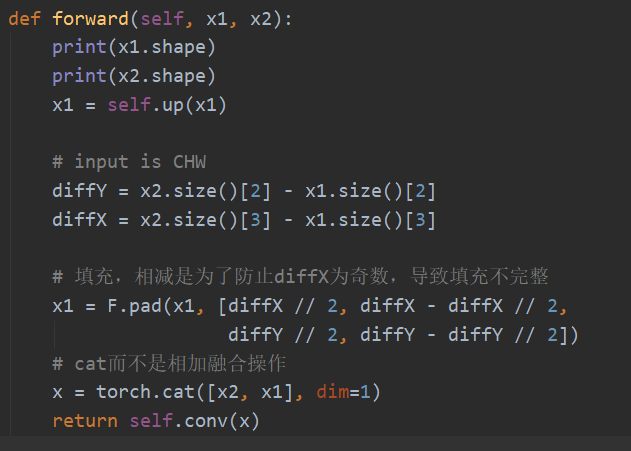 def forward(self, x1, x2):
    print(x1.shape)
    print(x2.shape)
    x1 = self.up(x1)
    # input is CHW
    diffY = x2.size()[2] - x1.size()[2]
    diffX = x2.size()[3] - x1.size()[3]
    # 填充，相减是为了防止diffX为奇数，导致填充不完整
    x1 = F.pad(x1, [diffX // 2, diffX - diffX // 2,
                    diffY // 2, diffY - diffY // 2])
    # cat而不是相加融合操作
    x = torch.cat([x2, x1], dim=1)
    return self.conv(x)